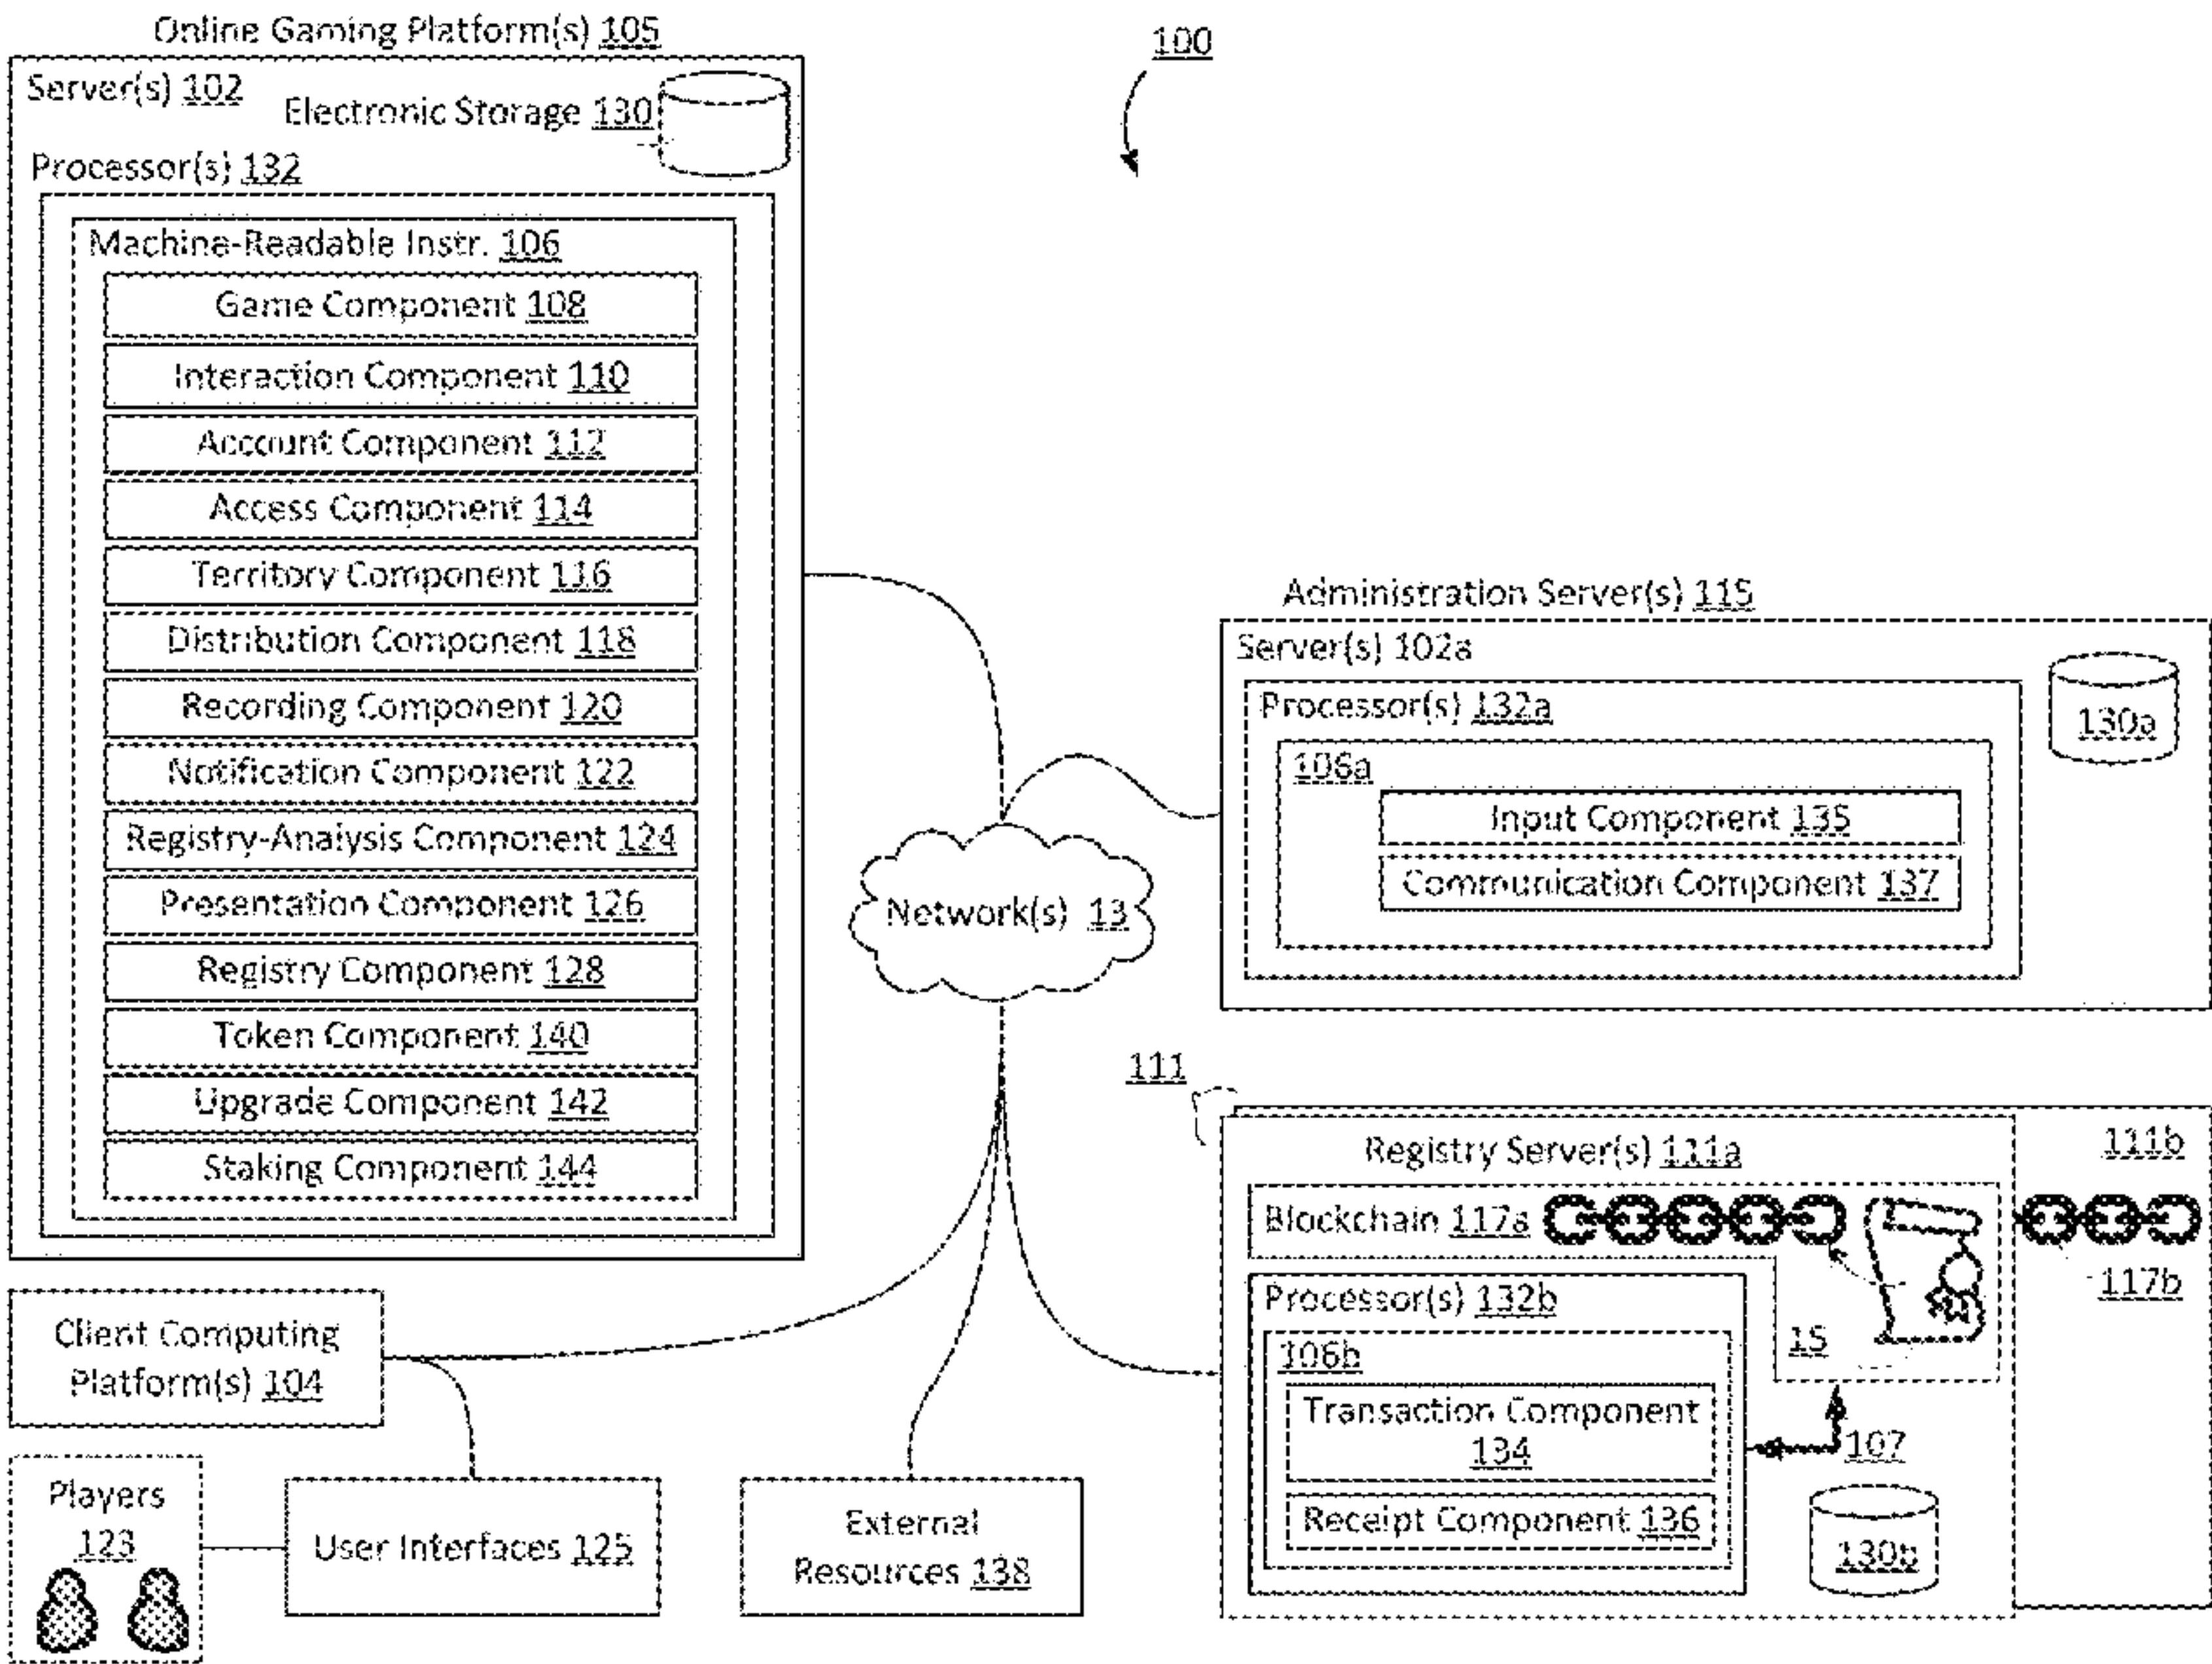 Online Gaming Platform(s) 105
100
Server(s) 102
Electronic Storage 130
Processor(s) 132
Machine-Readable Instr. 106
Game Component 108
Interaction Component 110
Account Component 112
Access Component 114
Territory Component 116
Distribution Component 118
Recording Component 120
Notification Component 122
Registry-Analysis Component 124
Presentation Component 126
Registry Component 128
Token Component 140
Upgrade Component 142
Staking Component 144
Network(s) 13
Administration Server(s) 115
Server(s) 102a
Processor(s) 132a
130a
106a
Input Component 135
Communication Component 137
111
Registry Server(s) 111a
111b
Blockchain 117a
117b
Processor(s) 132b
15
106b
Transaction Component
134
107
Receipt Component 136
130b
Client Computing
Platform(s) 104
Players
123
User Interfaces 125
External
Resources 138